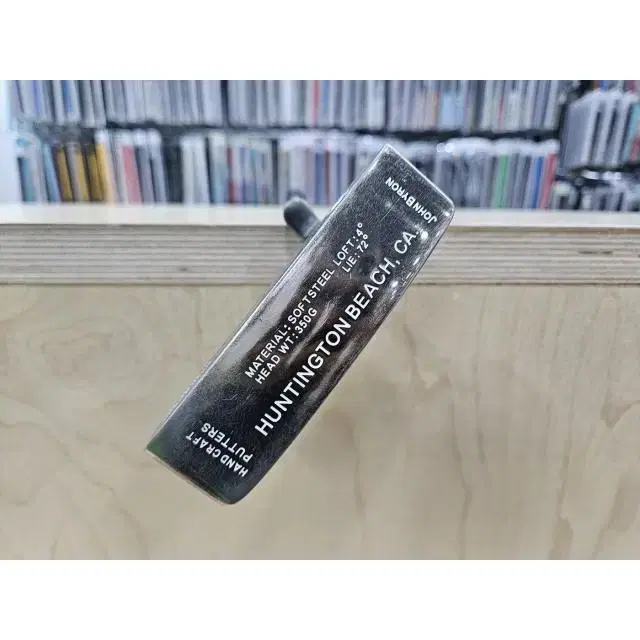 JOHN BYRON
MATERIAL: SOFTSTEEL LOFT: 4°
HEAD WT:: 350G LIE: 72°
HUNTINGTON BEACH, CA.
HAND CRAFT
PUTTERS